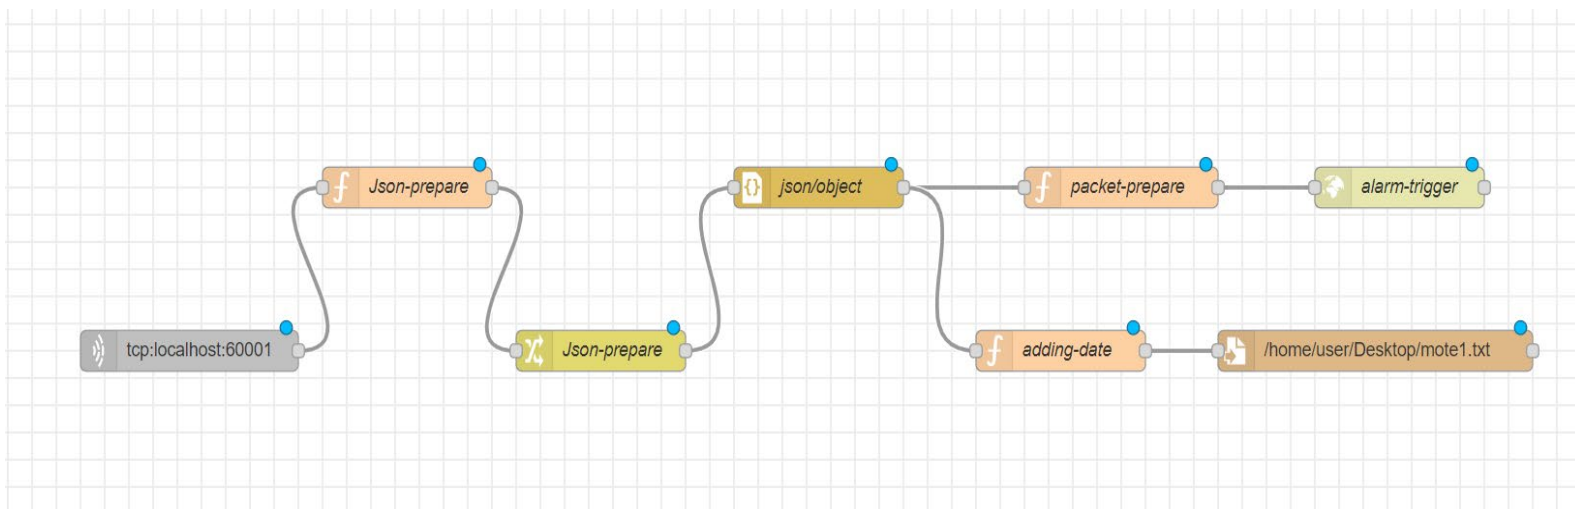 Json-prepare
json/object
packet-prepare
alarm-trigger
tcp:localhost:60001
Json-prepare
adding-date
/home/user/Desktop/mote1.txt